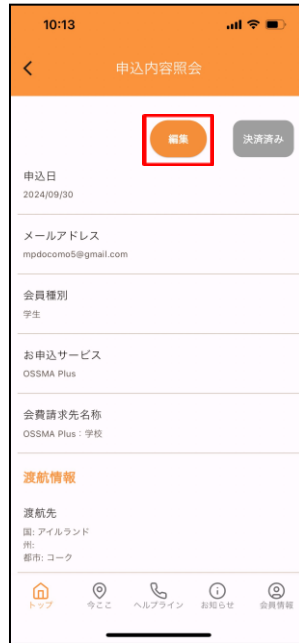 10:13
申込内容照会
編集
決済済み
申込日
2024/09/30
メールアドレス
mpdocomo5@gmail.com
会員種別
学生
お申込サービス
OSSMA Plus
会費請求先名称
OSSMA Plus：学校
渡航情報
渡航先
国: アイルランド
州:
都市: コーク
トップ
今ここ
ヘルプライン
お知らせ
会員情報